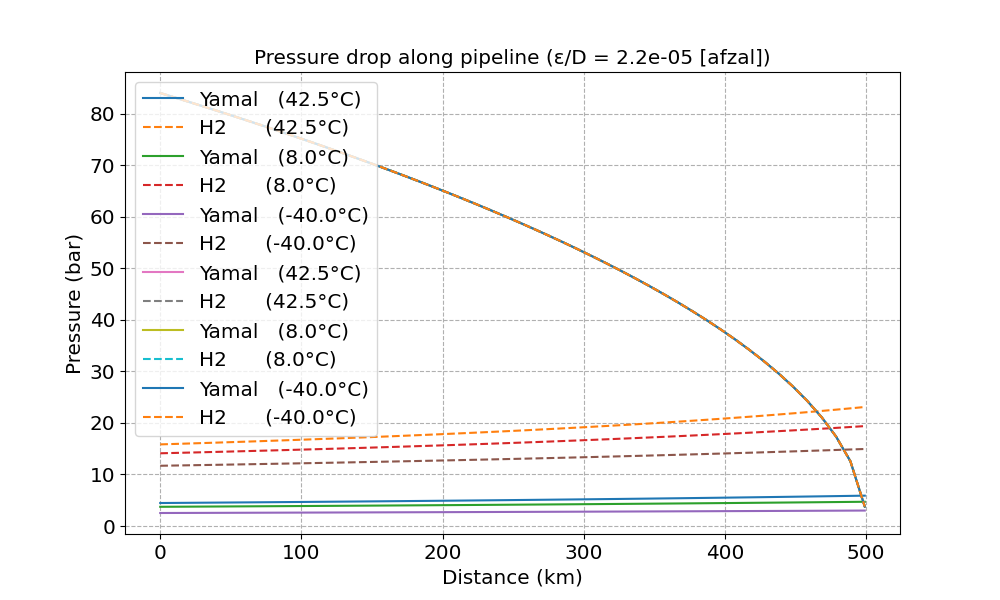 Pressure drop along pipeline (ε/D = 2.2e-05 [afzal])
Pressure (bar)
80
70
60
50
40
30
20
10
0
Yamal (42.5°C)
H2 (42.5°C)
Yamal (8.0°C)
H2 (8.0°C)
Yamal (-40.0°C)
H2 (-40.0°C)
Yamal (42.5°C)
H2 (42.5°C)
Yamal (8.0°C)
H2 (8.0°C)
Yamal (-40.0°C)
H2 (-40.0°C)
0 100 200 300 400 500
Distance (km)